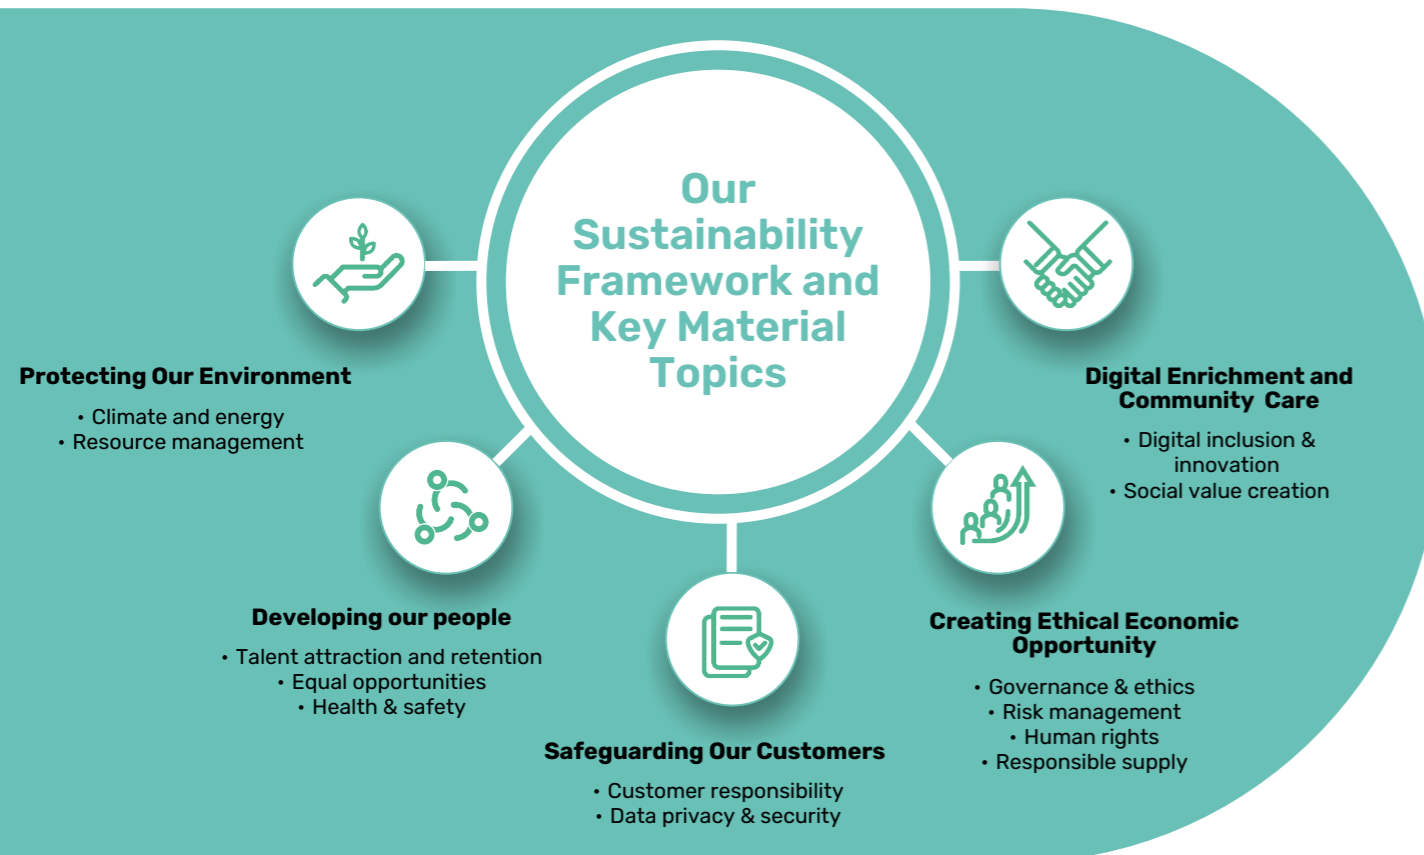 Our
Sustainability
Framework and
Key Material
Topics
Protecting Our Environment
• Climate and energy
• Resource management
Developing our people
• Talent attraction and retention
• Equal opportunities
• Health & safety
Safeguarding Our Customers
• Customer responsibility
• Data privacy & security
Creating Ethical Economic
Opportunity
• Governance & ethics
• Risk management
• Human rights
• Responsible supply
Digital Enrichment and
Community Care
• Digital inclusion &
innovation
• Social value creation